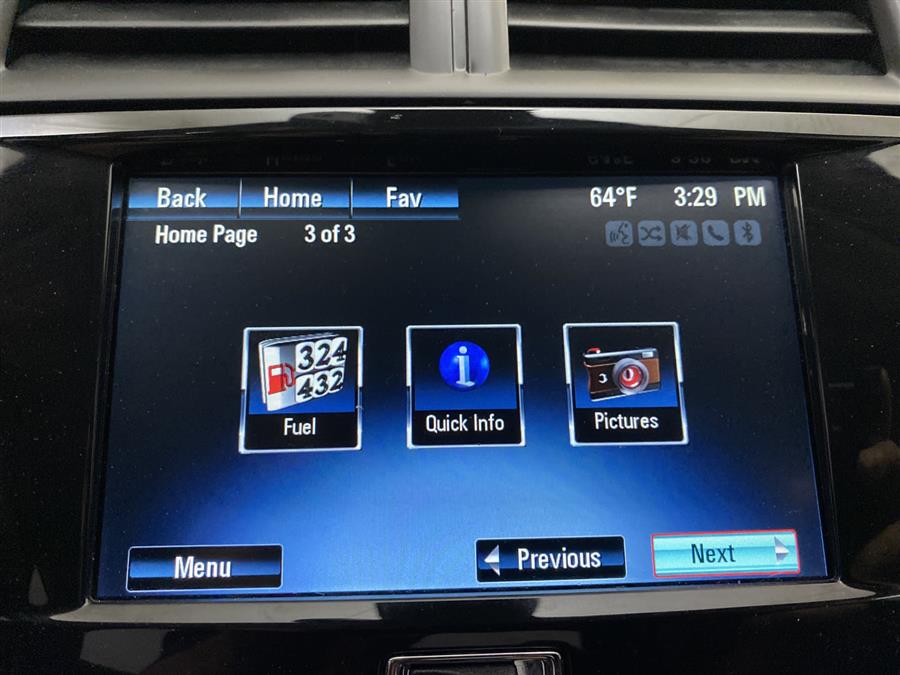 Back Home Fav 64°F 3:29 PM
Home Page 3 of 3
324
432
Fuel
i
Quick Info
Pictures
Menu Previous Next